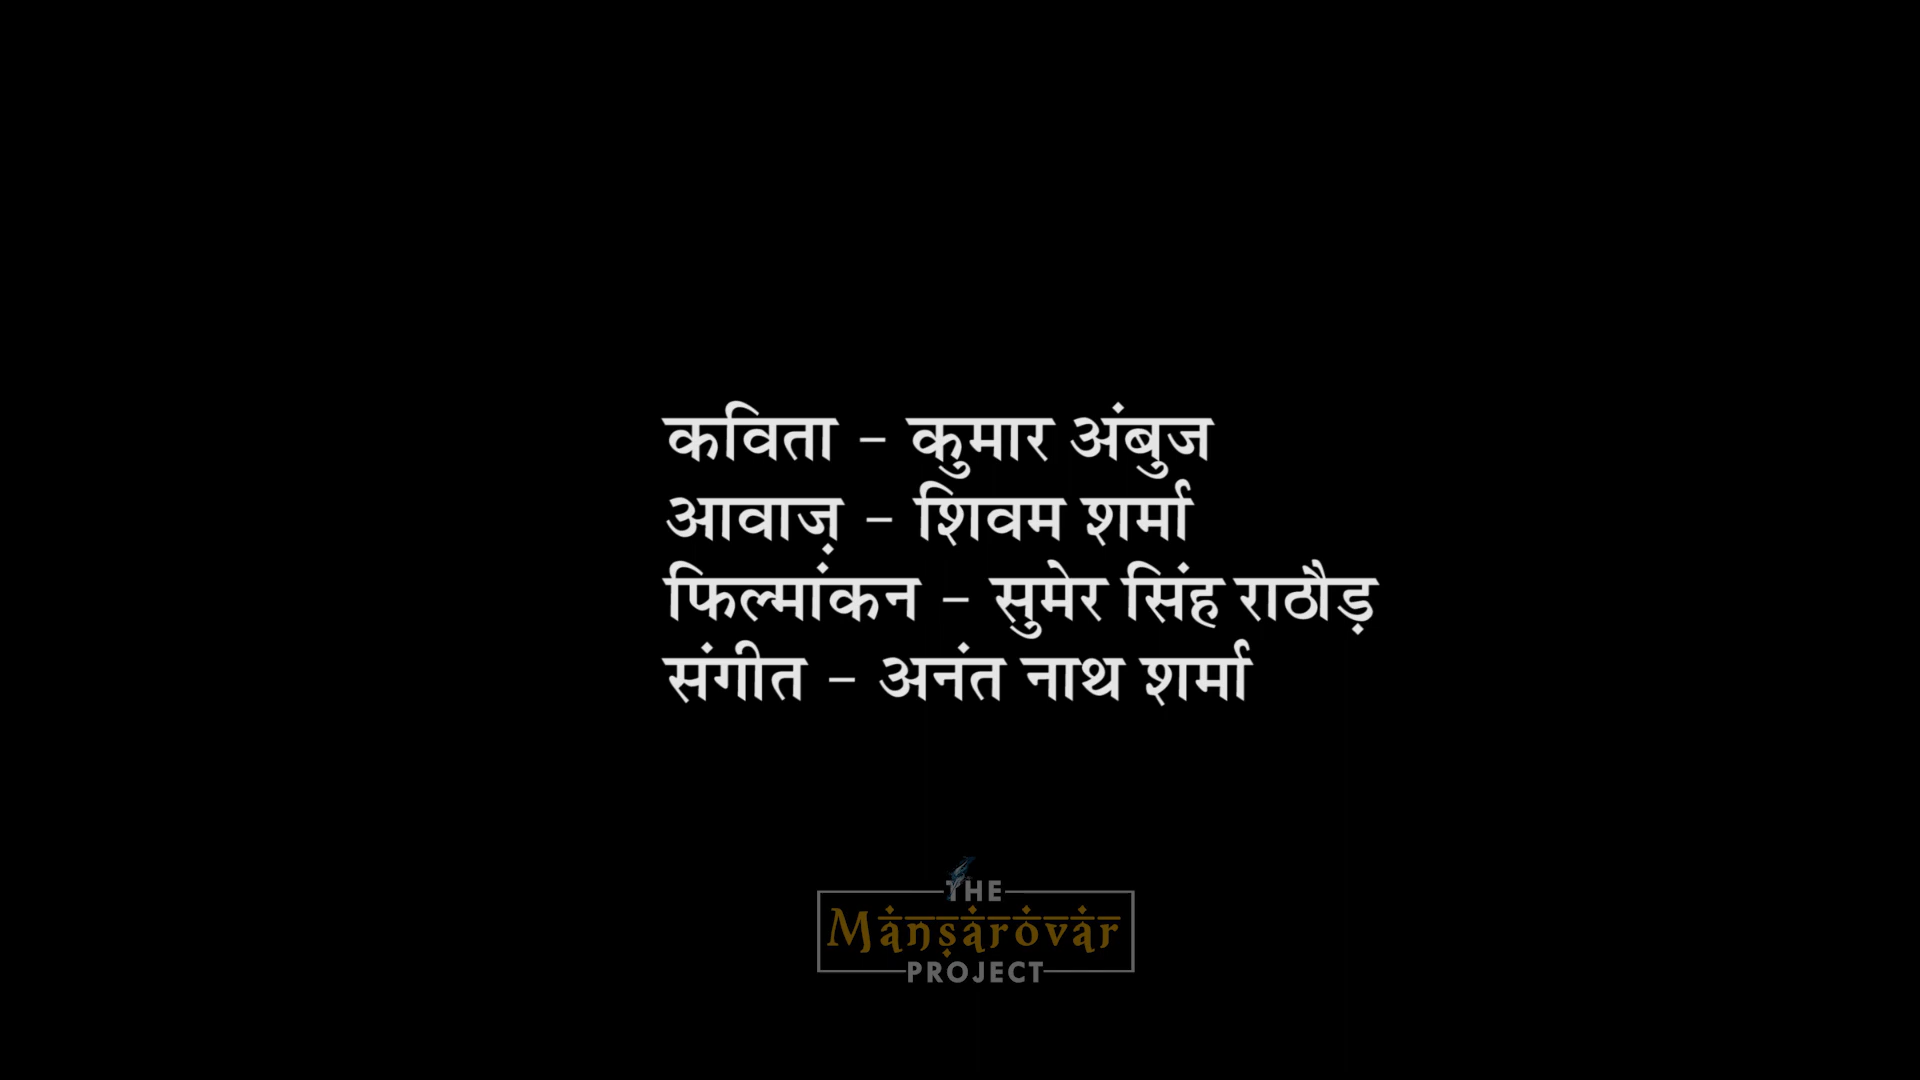 कविता – कुमार अंबुज
आवाज़ – शिवम शर्मा
फिल्मांकन – सुमेर सिंह राठौड़
संगीत – अनंत नाथ शर्मा
THE
Mansarovar
PROJECT